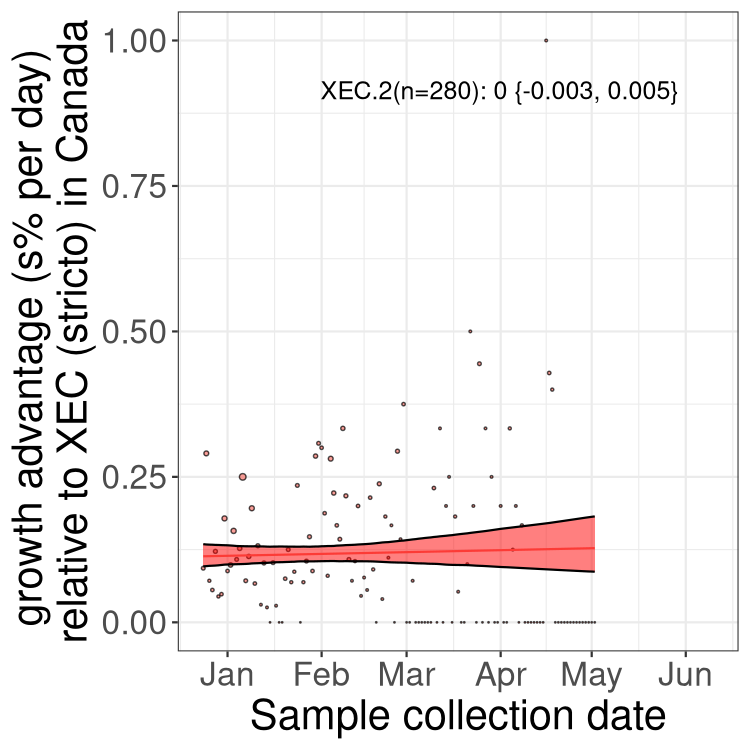 growth advantage (s% per day)
relative to XEC (stricto) in Canada
1.00
0.75
0.50
0.25
0.00
XEC.2(n=280): 0 {-0.003, 0.005}
Jan Feb Mar Apr May Jun
Sample collection date